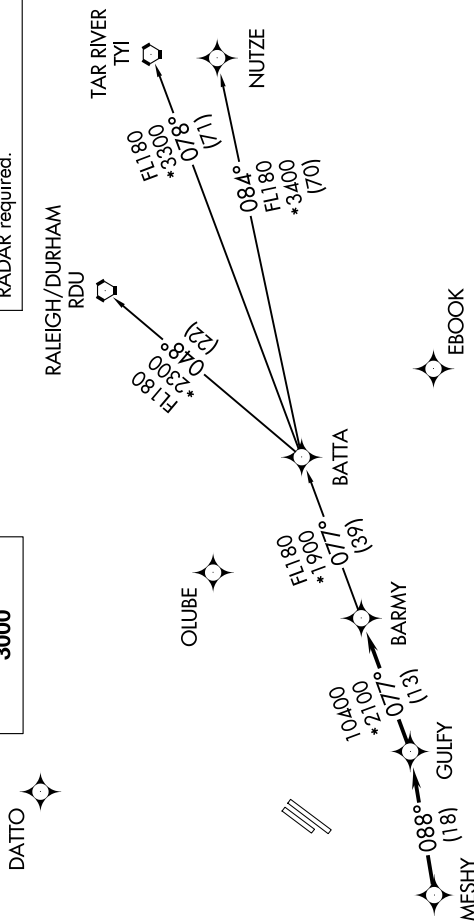 RADAR required.
3000
TAR RIVER
TYI
NUTZE
FL180
*3300
078°
(71)
084°
FL180
*3400
(70)
RALEIGH/DURHAM
RDU
FL180
*2300
048°
(22)
EBOOK
BATTA
FL180
*1900
077°
(39)
OLUBE
BARMY
10400
*2100
077°
(13)
GULFY
DATTO
088°
(18)
MESHY